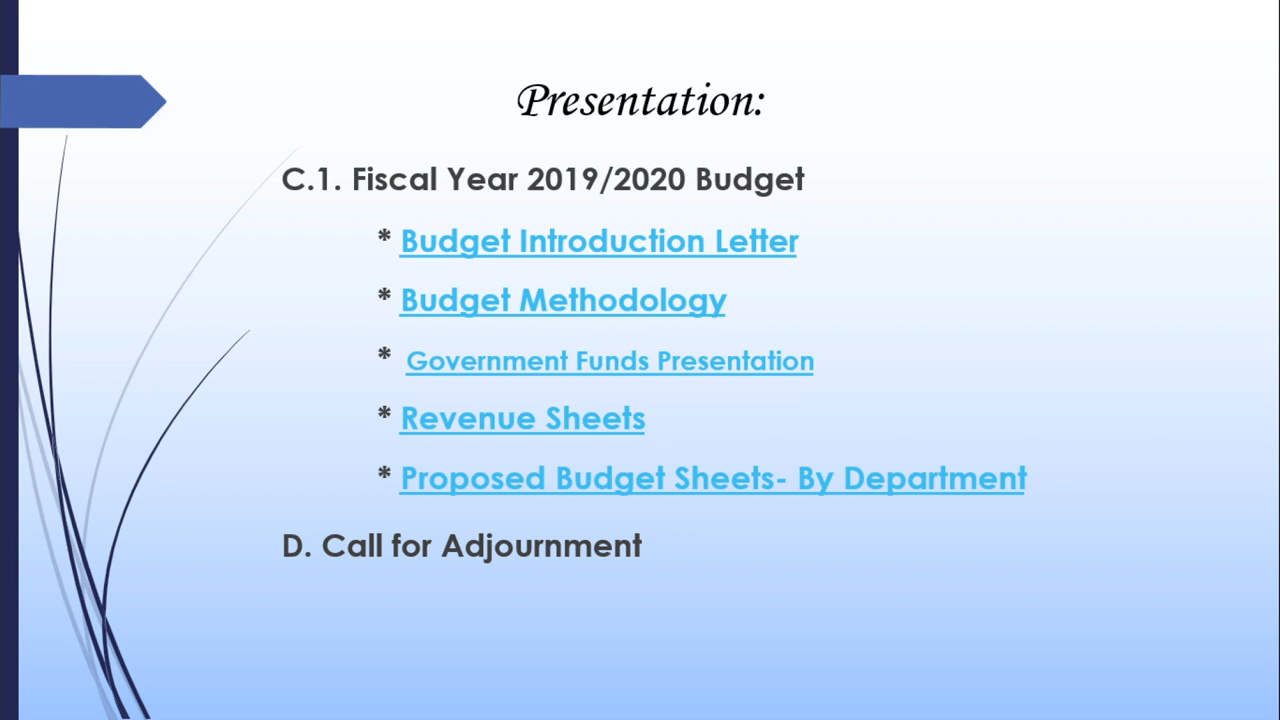 Presentation:
C.1. Fiscal Year 2019/2020 Budget
* Budget Introduction Letter
* Budget Methodology
* Government Funds Presentation
* Revenue Sheets
* Proposed Budget Sheets- By Department
D. Call for Adjournment